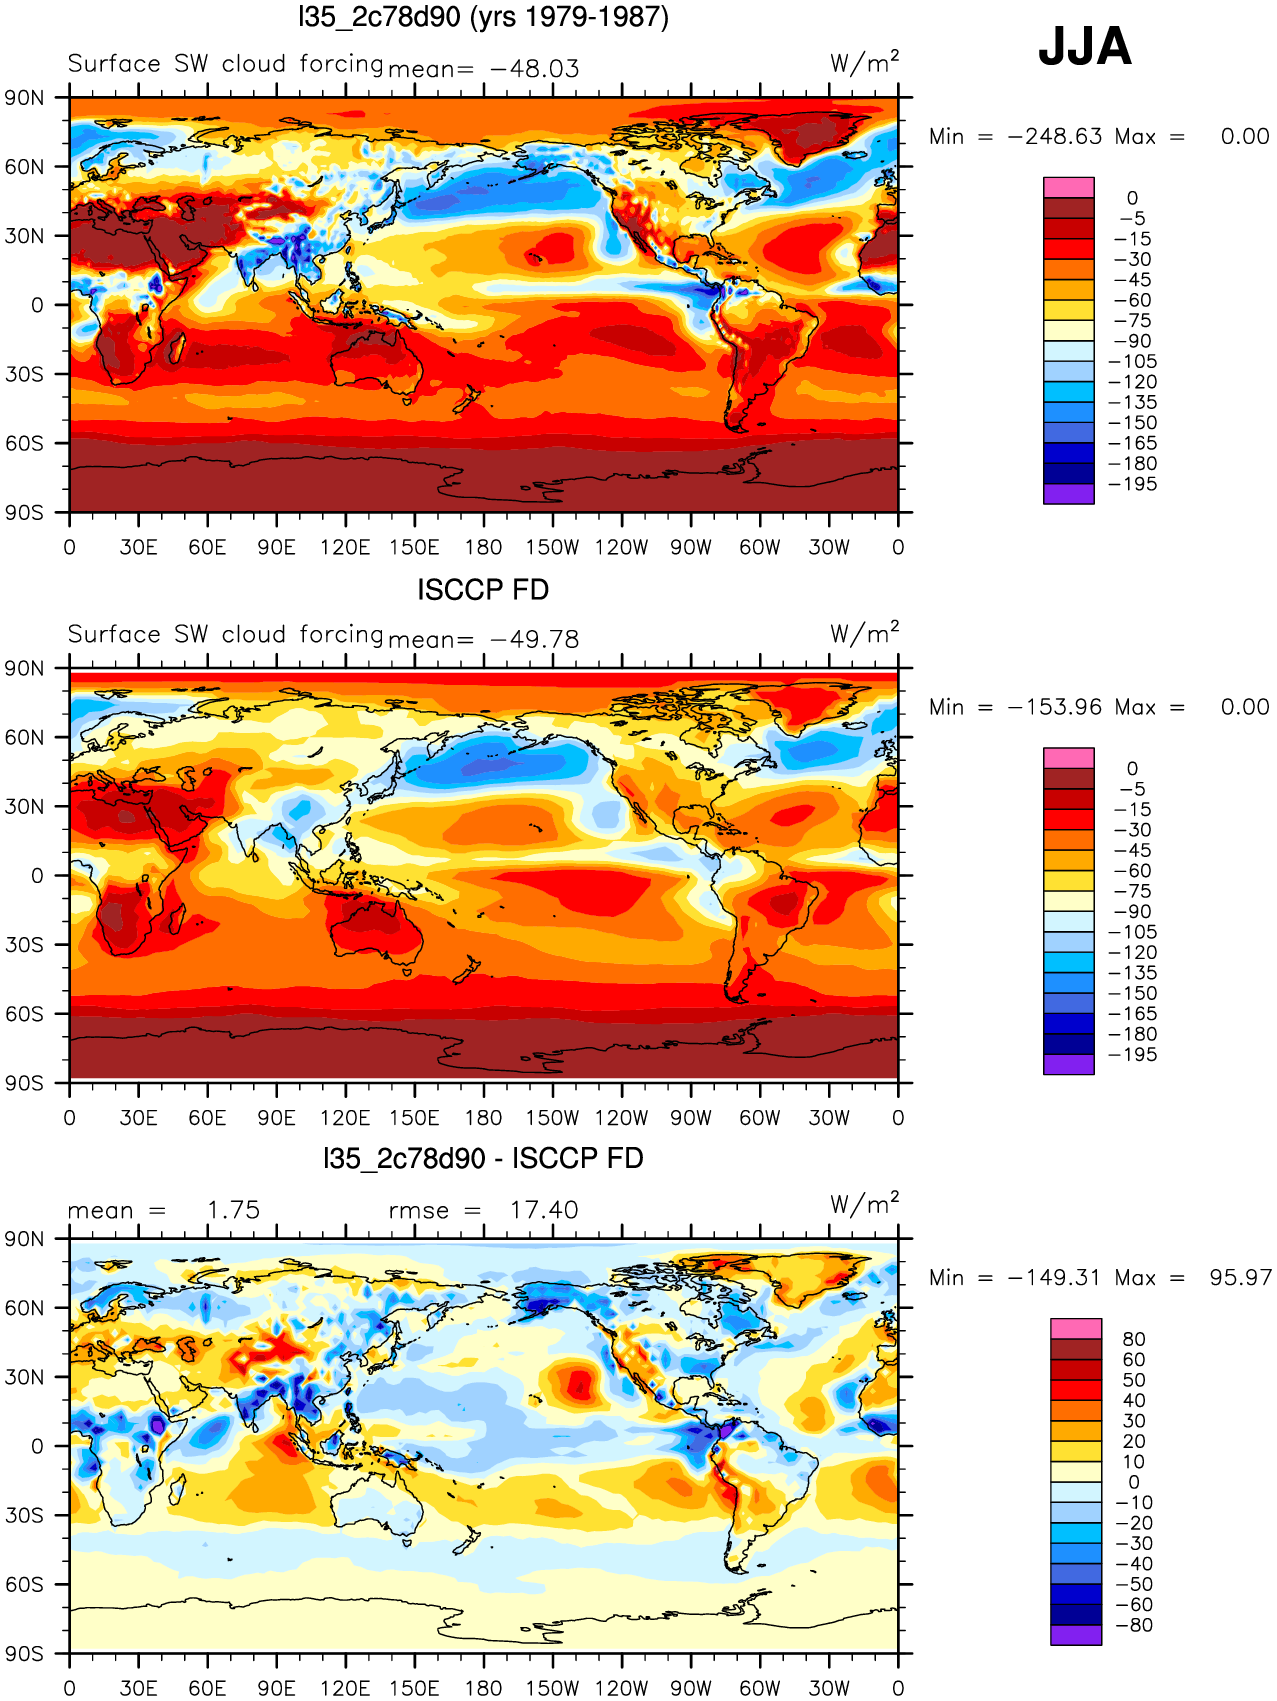 I35_2c78d90 (yrs 1979-1987)
JJA
Surface SW cloud forcing mean= −48.03 W/m²
Min = −248.63 Max = 0.00
90N
60N
30N
0
30S
60S
90S
0 30E 60E 90E 120E 150E 180 150W 120W 90W 60W 30W 0
0
−5
−15
−30
−45
−60
−75
−90
−105
−120
−135
−150
−165
−180
−195
ISCCP FD
Surface SW cloud forcing mean= −49.78 W/m²
Min = −153.96 Max = 0.00
90N
60N
30N
0
30S
60S
90S
0 30E 60E 90E 120E 150E 180 150W 120W 90W 60W 30W 0
0
−5
−15
−30
−45
−60
−75
−90
−105
−120
−135
−150
−165
−180
−195
I35_2c78d90 - ISCCP FD
mean = 1.75 rmse = 17.40 W/m²
Min = −149.31 Max = 95.97
90N
60N
30N
0
30S
60S
90S
0 30E 60E 90E 120E 150E 180 150W 120W 90W 60W 30W 0
80
60
50
40
30
20
10
0
−10
−20
−30
−40
−50
−60
−80